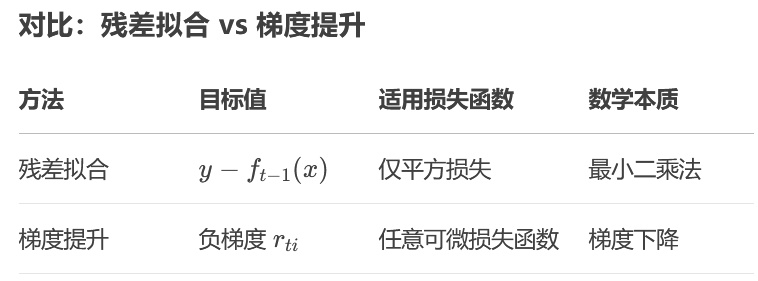 对比：残差拟合 vs 梯度提升
方法 目标值 适用损失函数 数学本质
残差拟合 y − f_{t−1}(x) 仅平方损失 最小二乘法
梯度提升 负梯度 r_{ti} 任意可微损失函数 梯度下降